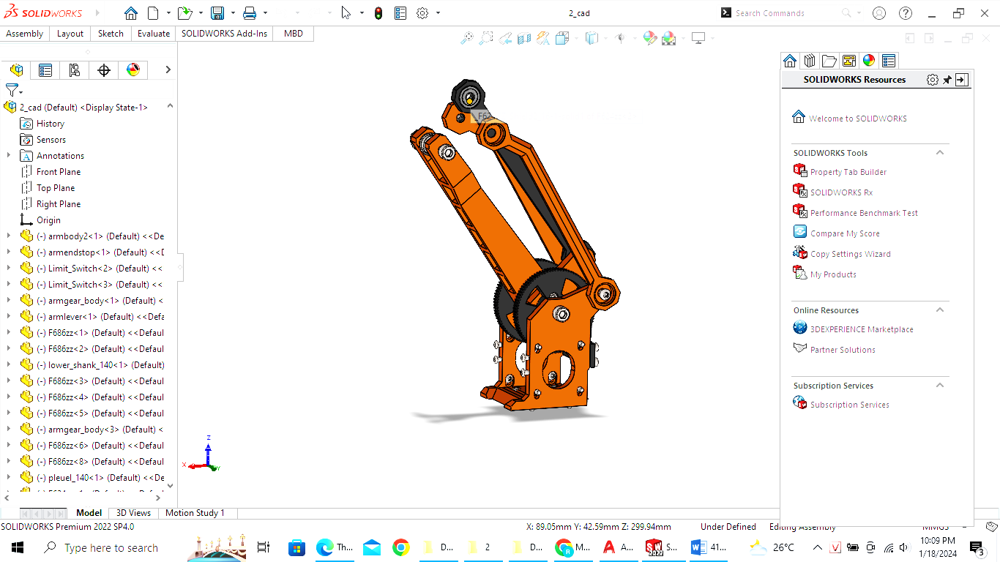 SOLIDWORKS
2_cad
Search Commands
Assembly
Layout
Sketch
Evaluate
SOLIDWORKS Add-Ins
MBD
2_cad (Default) <Display State-1>
History
Sensors
Annotations
Front Plane
Top Plane
Right Plane
Origin
(-) armbody2<1> (Default) <<De
(-) armendstop<1> (Default) <<D
(-) Limit_Switch<2> (Default) <<
(-) Limit_Switch<3> (Default) <<
(-) armgear_body<1> (Default) <
(-) armlever<1> (Default) <<Defa
(-) F686zz<1> (Default) <<Defaul
(-) F686zz<2> (Default) <<Defaul
(-) lower_shank_140<1> (Default)
(-) F686zz<3> (Default) <<Defaul
(-) F686zz<4> (Default) <<Defaul
(-) F686zz<5> (Default) <<Defaul
(-) armgear_body<3> (Default) <
(-) F686zz<6> (Default) <<Defaul
(-) F686zz<8> (Default) <<Defaul
(-) pleuel_140<1> (Default) <<De
F62
Z
X
Y
SOLIDWORKS Resources
Welcome to SOLIDWORKS
SOLIDWORKS Tools
Property Tab Builder
SOLIDWORKS Rx
Performance Benchmark Test
Compare My Score
Copy Settings Wizard
My Products
Online Resources
3DEXPERIENCE Marketplace
Partner Solutions
Subscription Services
Subscription Services
Model
3D Views
Motion Study 1
SOLIDWORKS Premium 2022 SP4.0
X: 89.05mm Y: 42.59mm Z: 299.94mm
Under Defined
Editing Assembly
MMGS
Type here to search
Th...
D...
2
D...
M...
A...
S...
41...
26°C
10:09 PM
1/18/2024
3